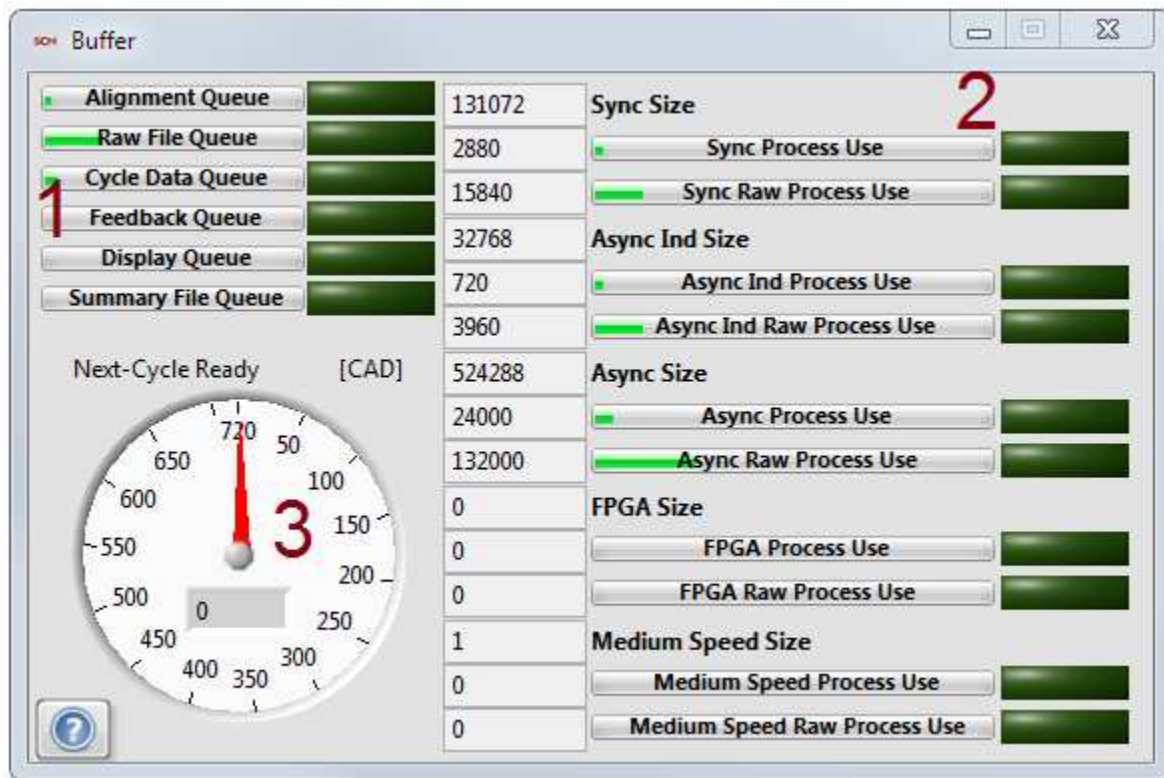 SCH Buffer
Alignment Queue
Raw File Queue
Cycle Data Queue
1
Feedback Queue
Display Queue
Summary File Queue
Next-Cycle Ready [CAD]
720
50
100
150
200
250
300
350
400
450
500
550
600
650
3
0
2
131072 Sync Size
2880 Sync Process Use
15840 Sync Raw Process Use
32768 Async Ind Size
720 Async Ind Process Use
3960 Async Ind Raw Process Use
524288 Async Size
24000 Async Process Use
132000 Async Raw Process Use
0 FPGA Size
0 FPGA Process Use
0 FPGA Raw Process Use
1 Medium Speed Size
0 Medium Speed Process Use
0 Medium Speed Raw Process Use
?